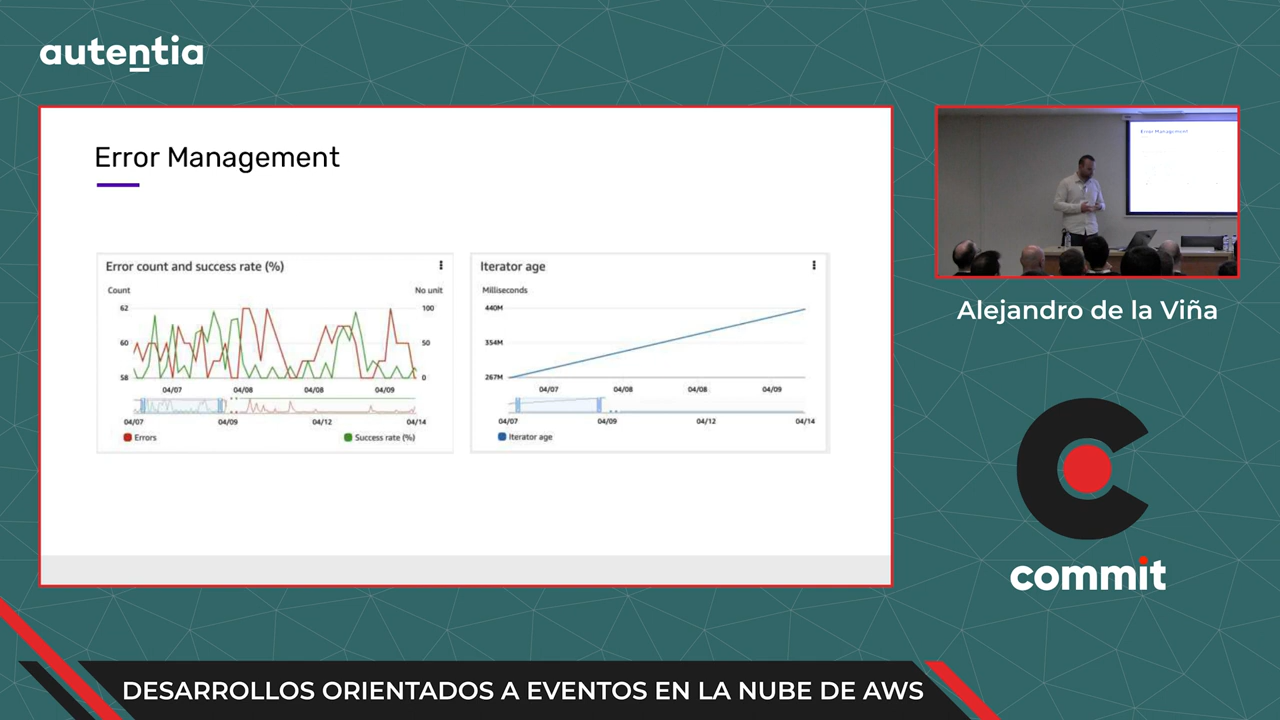 autentia
Error Management
Error count and success rate (%)
Count
No unit
62
60
58
100
50
0
04/07
04/08
04/08
04/09
04/07
04/09
04/12
04/14
Errors
Success rate (%)
Iterator age
Milliseconds
440M
354M
267M
04/07
04/08
04/08
04/09
04/07
04/09
04/12
04/14
Iterator age
Error Management
Alejandro de la Viña
commit
DESARROLLOS ORIENTADOS A EVENTOS EN LA NUBE DE AWS